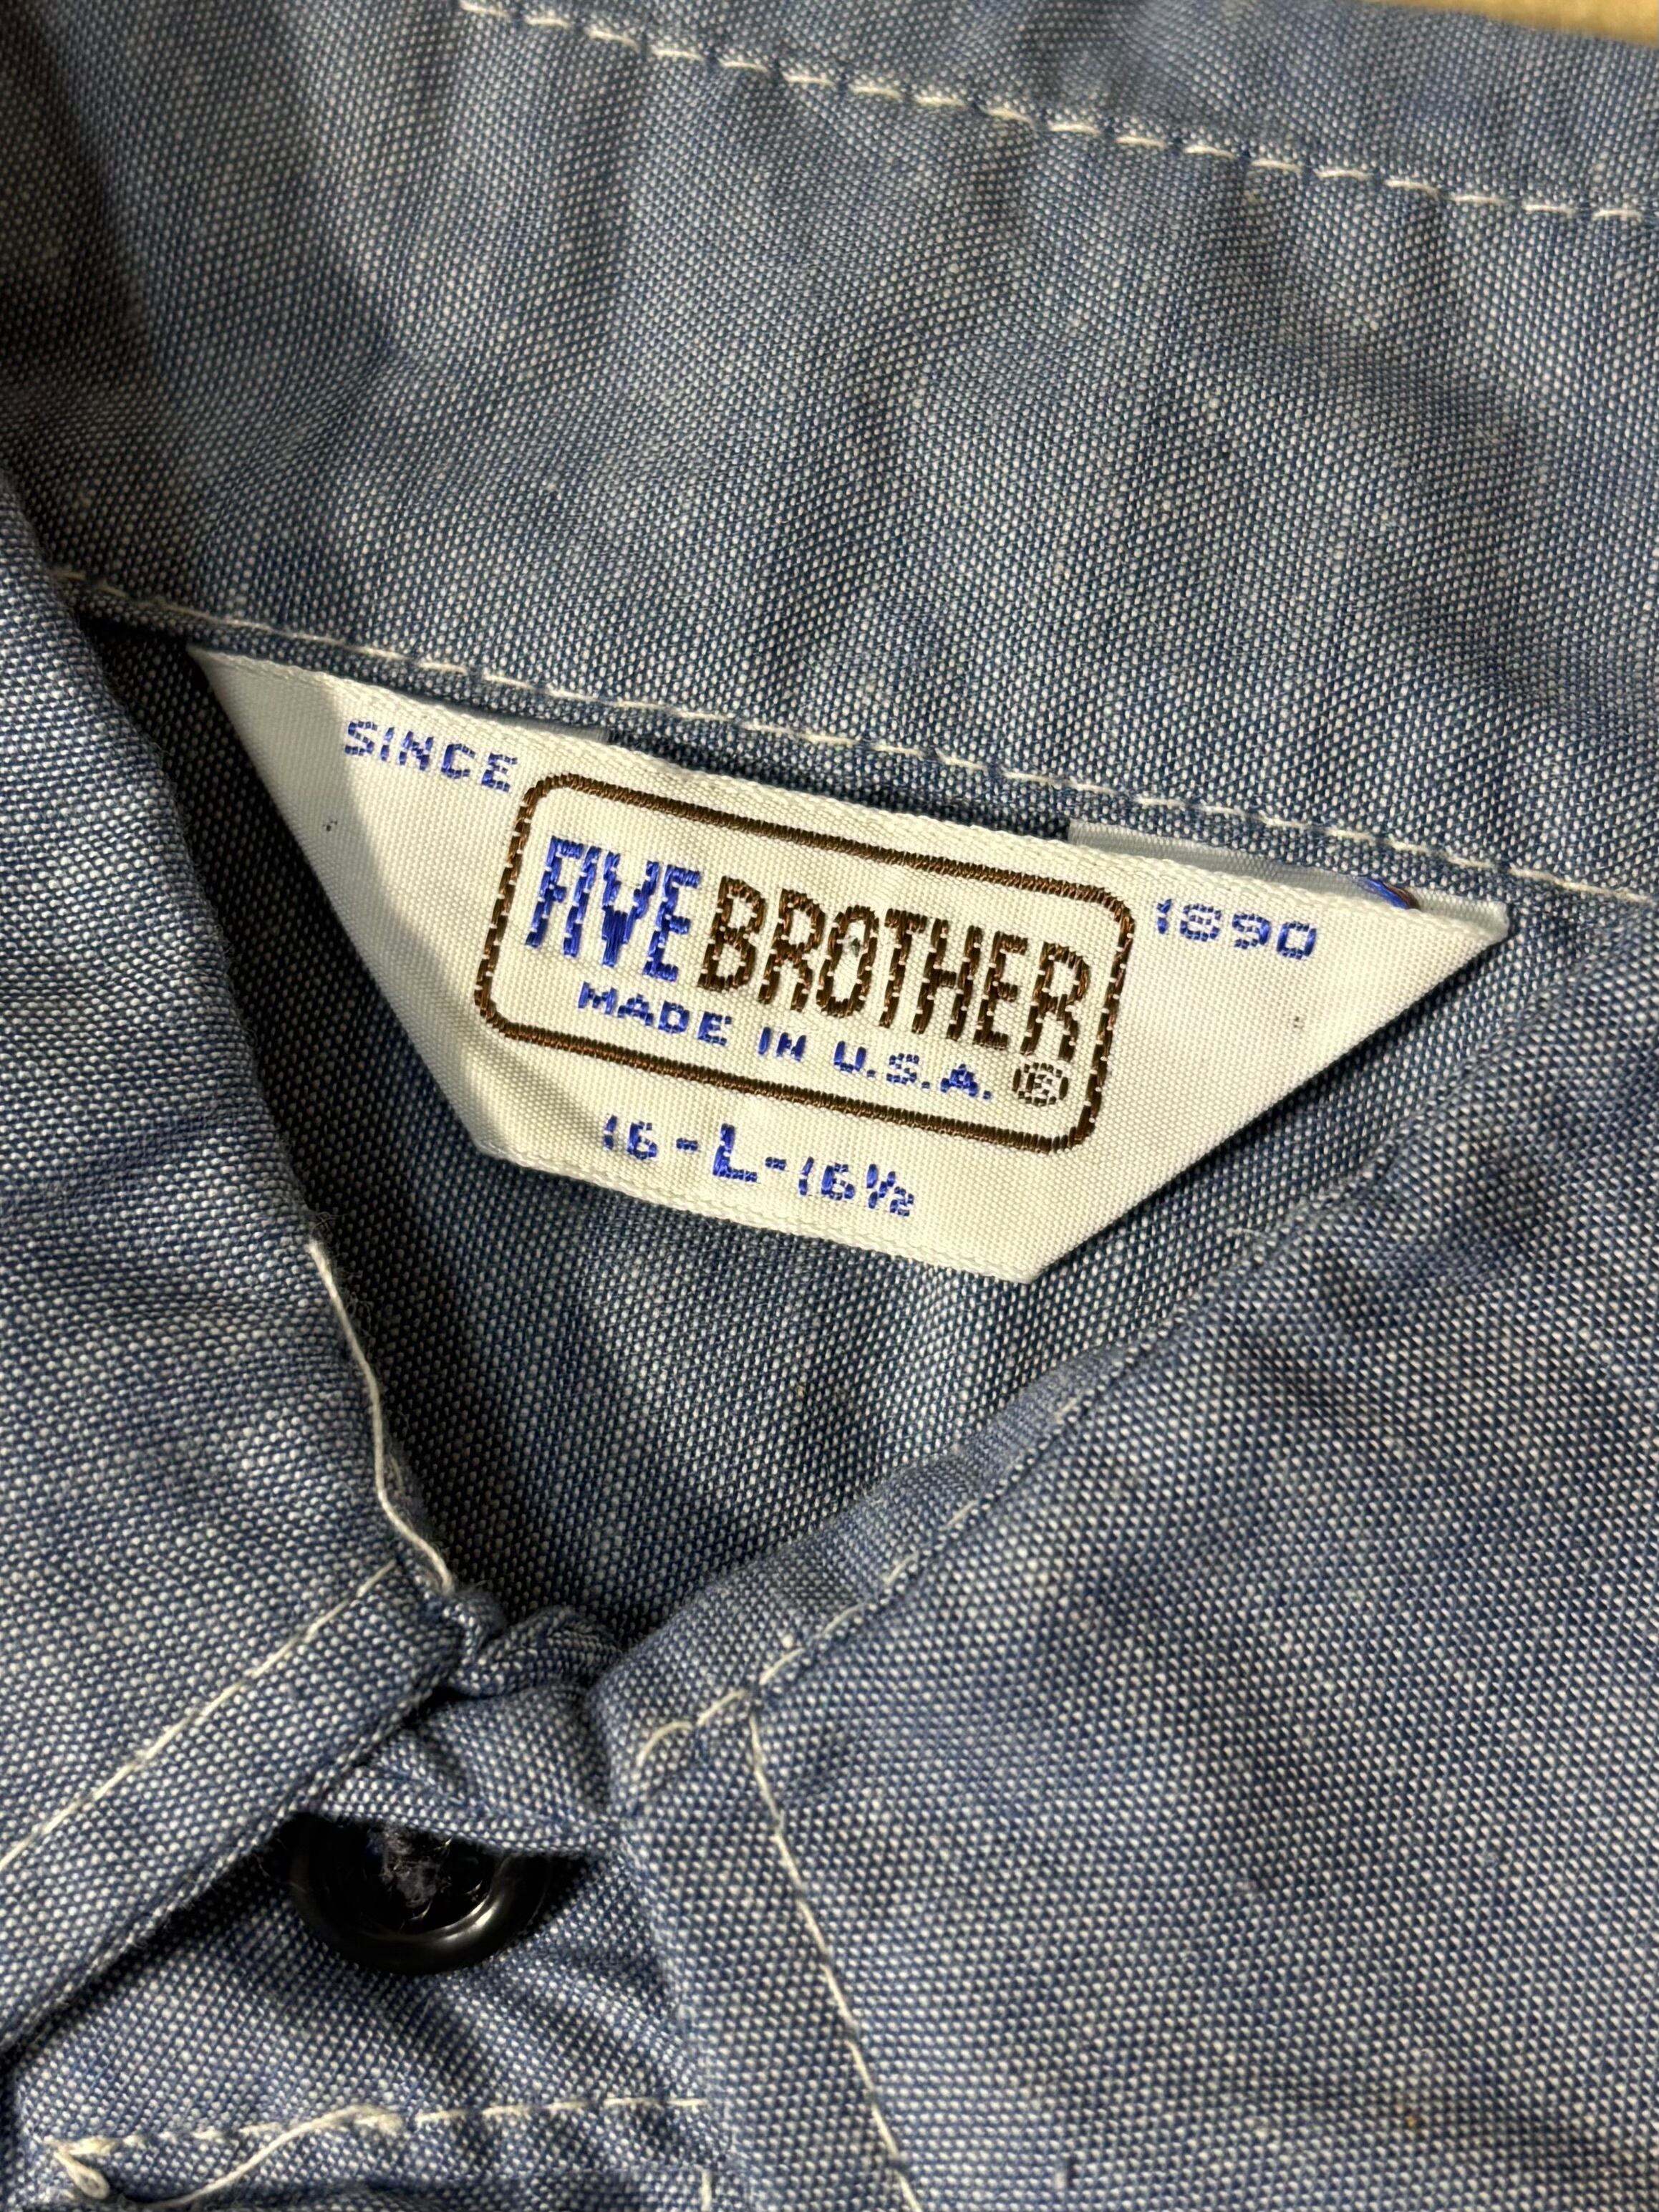 SINCE 1890
FIVE BROTHER
MADE IN U.S.A. ®
16-L-16½